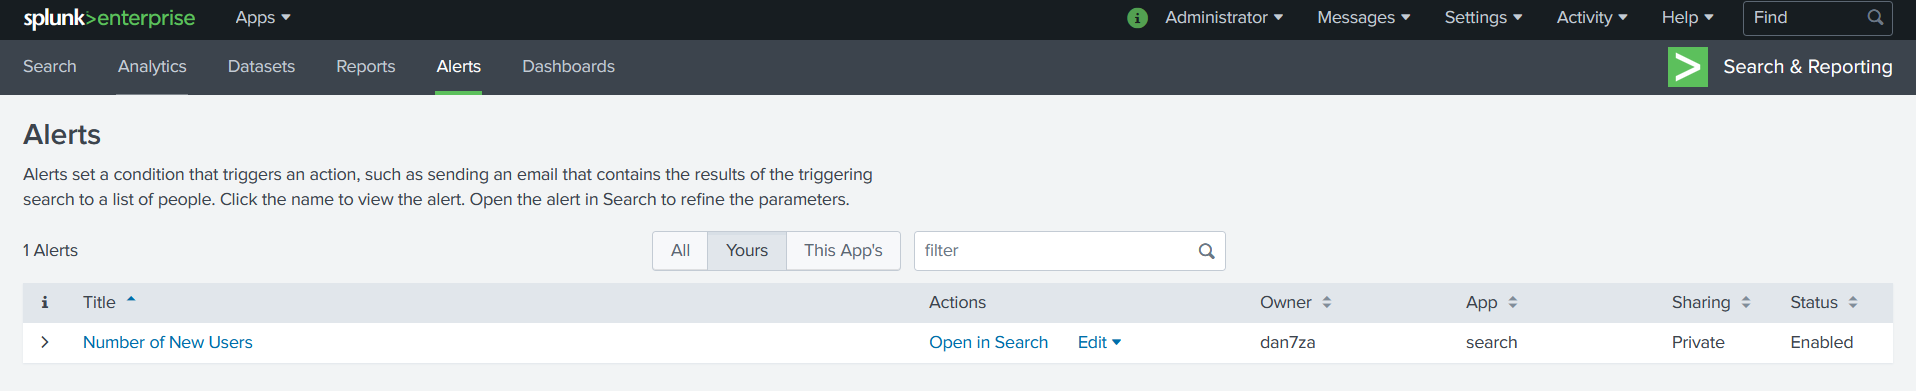 splunk>enterprise Apps Administrator Messages Settings Activity Help Find
Search Analytics Datasets Reports Alerts Dashboards > Search & Reporting
Alerts
Alerts set a condition that triggers an action, such as sending an email that contains the results of the triggering
search to a list of people. Click the name to view the alert. Open the alert in Search to refine the parameters.
1 Alerts All Yours This App's filter
i Title Actions Owner App Sharing Status
> Number of New Users Open in Search Edit dan7za search Private Enabled